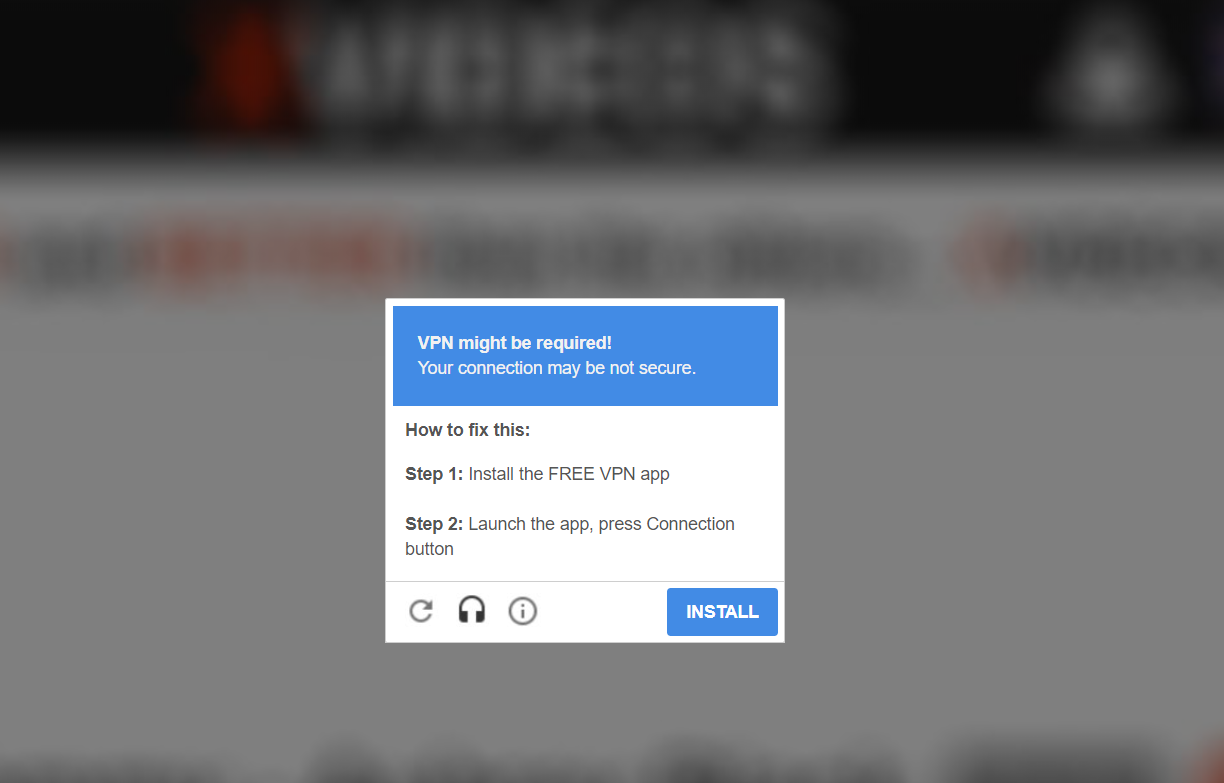 VPN might be required!
Your connection may be not secure.
How to fix this:
Step 1: Install the FREE VPN app
Step 2: Launch the app, press Connection
button
INSTALL